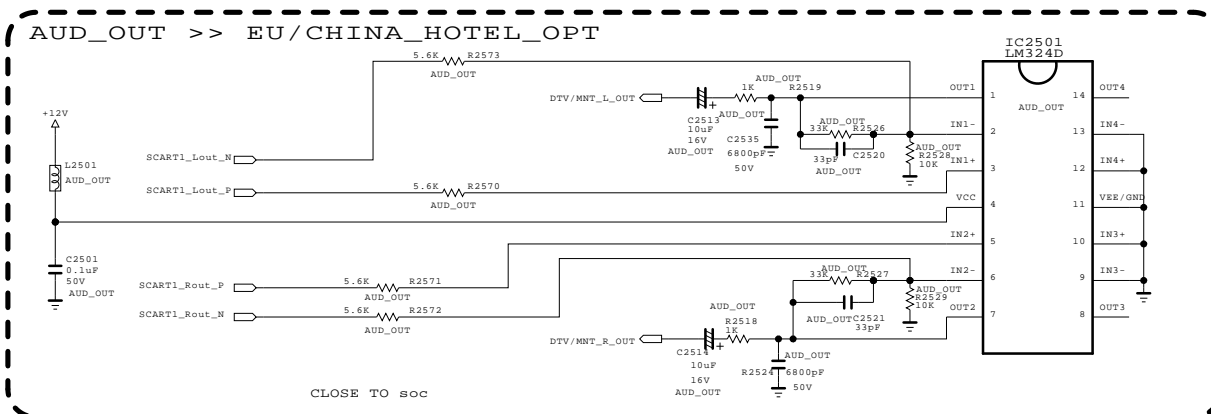 AUD_OUT >> EU/CHINA_HOTEL_OPT
IC2501
LM324D
AUD_OUT
5.6K R2573
AUD_OUT
DTV/MNT_L_OUT
C2513
10uF
16V
AUD_OUT
1K
AUD_OUT
AUD_OUT
R2519
C2535
6800pF
50V
AUD_OUT
33K R2526
33pF C2520
AUD_OUT
AUD_OUT
R2528
10K
OUT1 1
IN1- 2
IN1+ 3
VCC 4
IN2+ 5
IN2- 6
OUT2 7
14 OUT4
13 IN4-
12 IN4+
11 VEE/GND
10 IN3+
9 IN3-
8 OUT3
+12V
L2501
AUD_OUT
SCART1_Lout_N
SCART1_Lout_P
5.6K R2570
AUD_OUT
C2501
0.1uF
50V
AUD_OUT
SCART1_Rout_P
5.6K R2571
AUD_OUT
SCART1_Rout_N
5.6K R2572
AUD_OUT
AUD_OUT
33K R2527
AUD_OUT C2521
33pF
AUD_OUT
R2529
10K
DTV/MNT_R_OUT
AUD_OUT
R2518
1K
C2514
10uF
16V
AUD_OUT
AUD_OUT
R2524 6800pF
50V
CLOSE TO soc